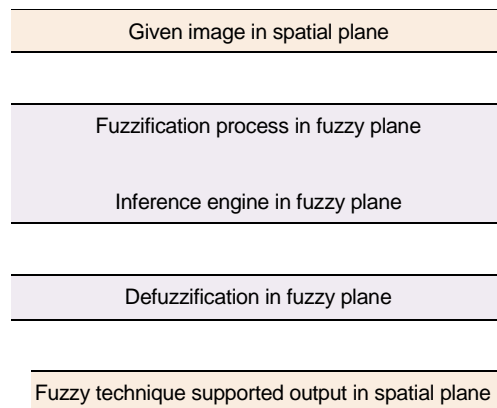 Given image in spatial plane
Fuzzification process in fuzzy plane
Inference engine in fuzzy plane
Defuzzification in fuzzy plane
Fuzzy technique supported output in spatial plane